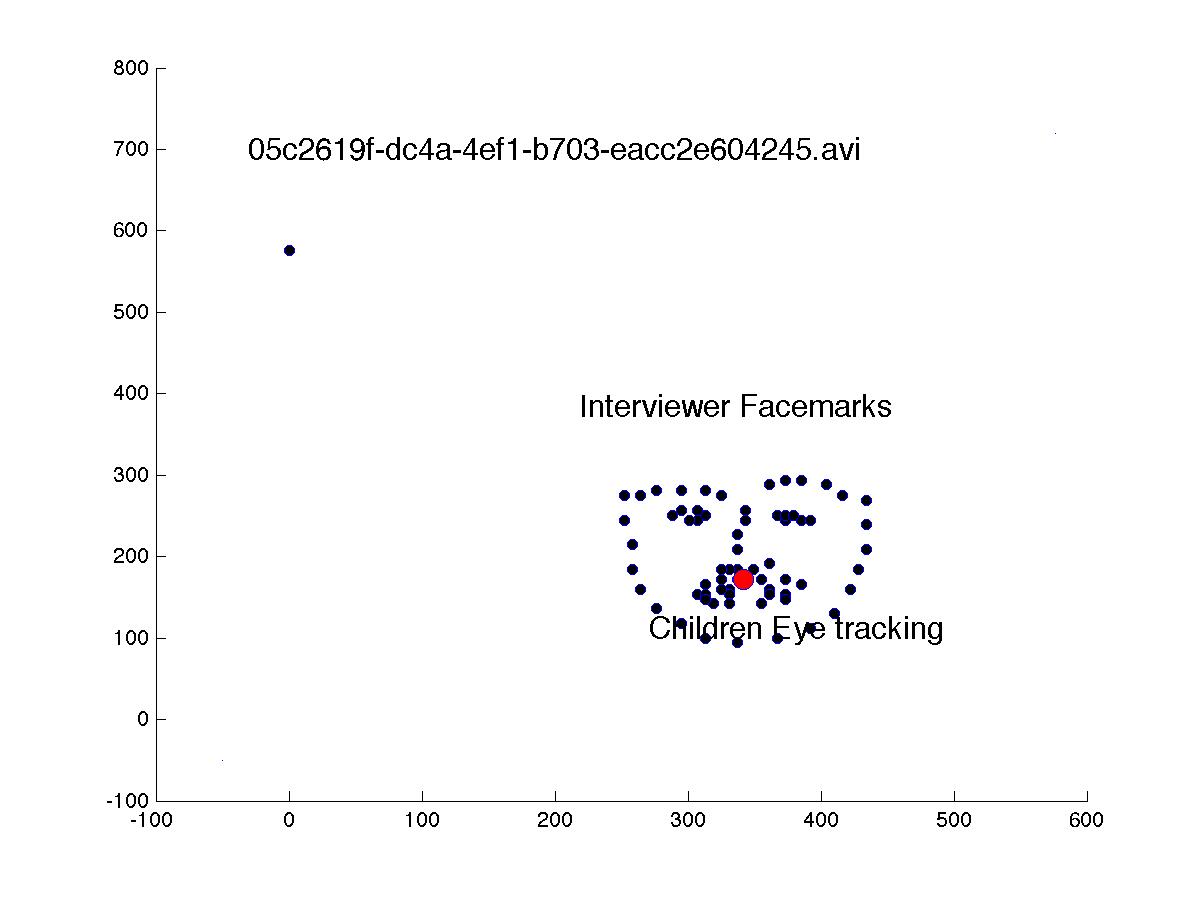 800
700
05c2619f-dc4a-4ef1-b703-eacc2e604245.avi
600
500
400
Interviewer Facemarks
300
200
100
Children Eye tracking
0
-100
-100 0 100 200 300 400 500 600